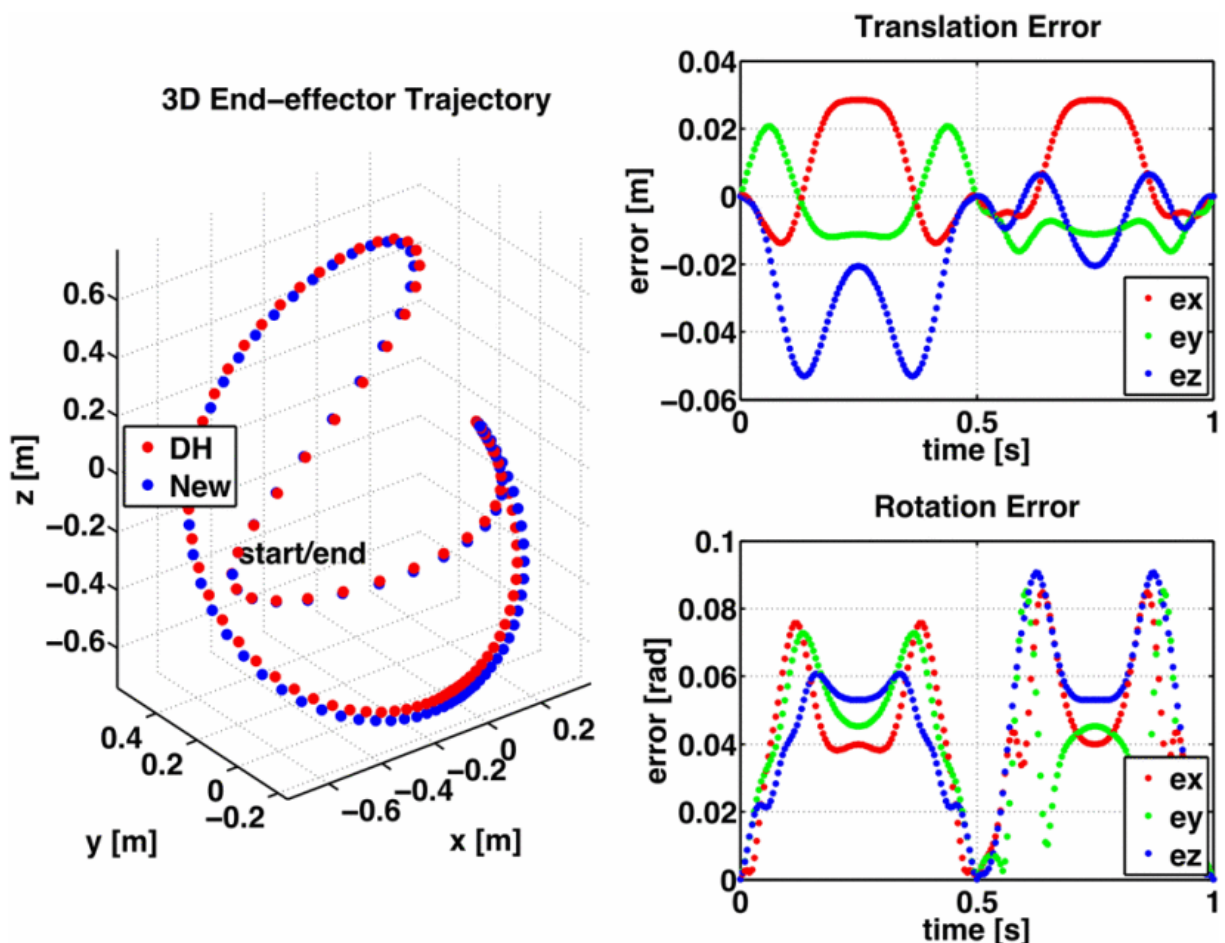 3D End-effector Trajectory
z [m]
0.6
0.4
0.2
0
−0.2
−0.4
−0.6
DH
New
start/end
0.4
0.2
0
−0.2
y [m]
−0.6
−0.4
−0.2
0
0.2
x [m]
Translation Error
error [m]
0.04
0.02
0
−0.02
−0.04
−0.06
ex
ey
ez
0
0.5
1
time [s]
Rotation Error
error [rad]
0.1
0.08
0.06
0.04
0.02
0
ex
ey
ez
0
0.5
1
time [s]